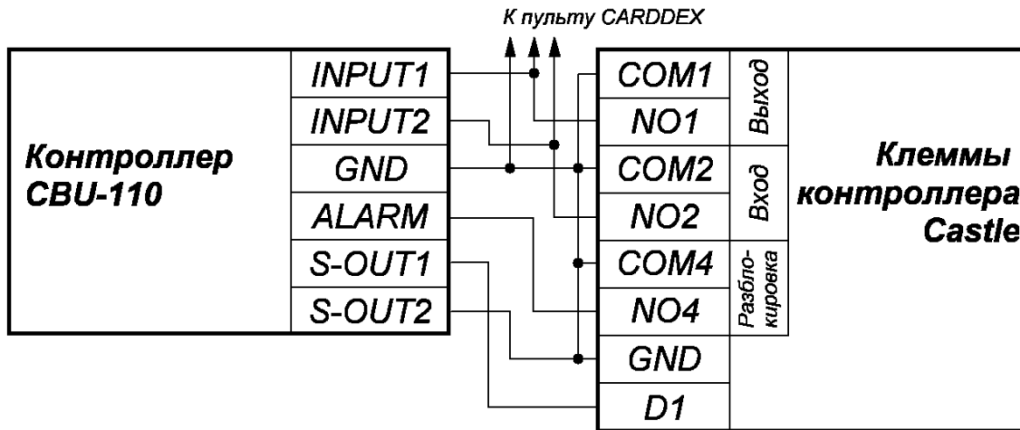 К пульту CARDDEX
Контроллер
CBU-110
INPUT1
INPUT2
GND
ALARM
S-OUT1
S-OUT2
COM1
NO1
COM2
NO2
COM4
NO4
GND
D1
Выход
Вход
Разбло-
кировка
Клеммы
контроллера
Castle